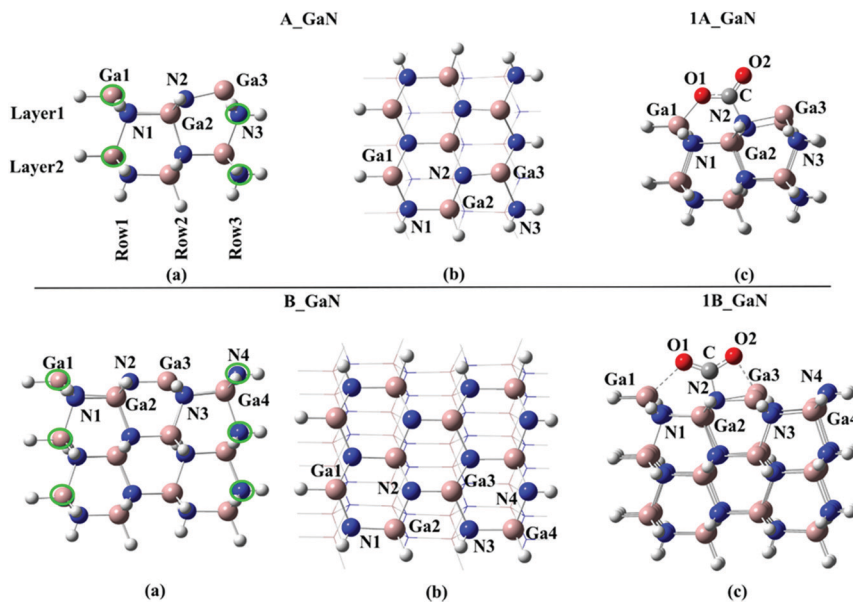 A_GaN
1A_GaN
Ga1
N2
Ga3
Layer1
N1
Ga2
N3
Layer2
Row1
Row2
Row3
(a)
Ga1
N2
Ga3
N1
Ga2
N3
(b)
O1
O2
C
Ga1
N2
Ga3
N1
Ga2
N3
(c)
B_GaN
1B_GaN
Ga1
N2
Ga3
N4
N1
Ga2
N3
Ga4
(a)
Ga1
N2
Ga3
N4
N1
Ga2
N3
Ga4
(b)
O1
C
O2
Ga1
N2
Ga3
N4
N1
Ga2
N3
Ga4
(c)